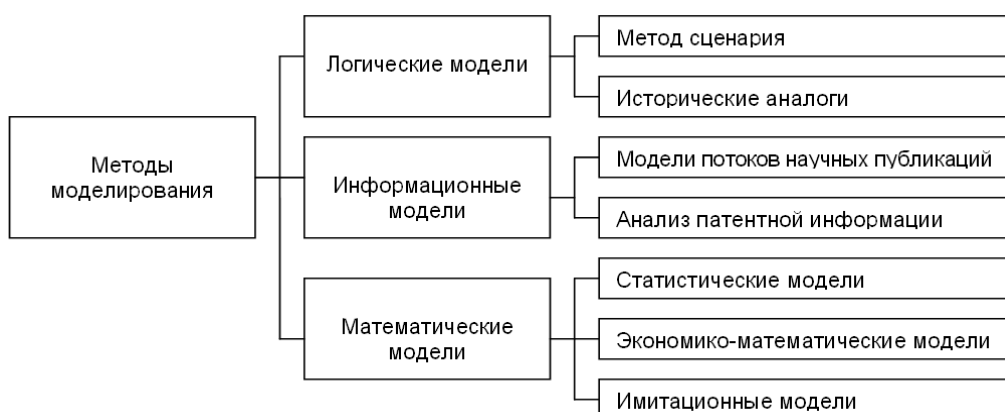 Методы
моделирования
Логические модели
Метод сценария
Исторические аналоги
Информационные
модели
Модели потоков научных публикаций
Анализ патентной информации
Математические
модели
Статистические модели
Экономико-математические модели
Имитационные модели